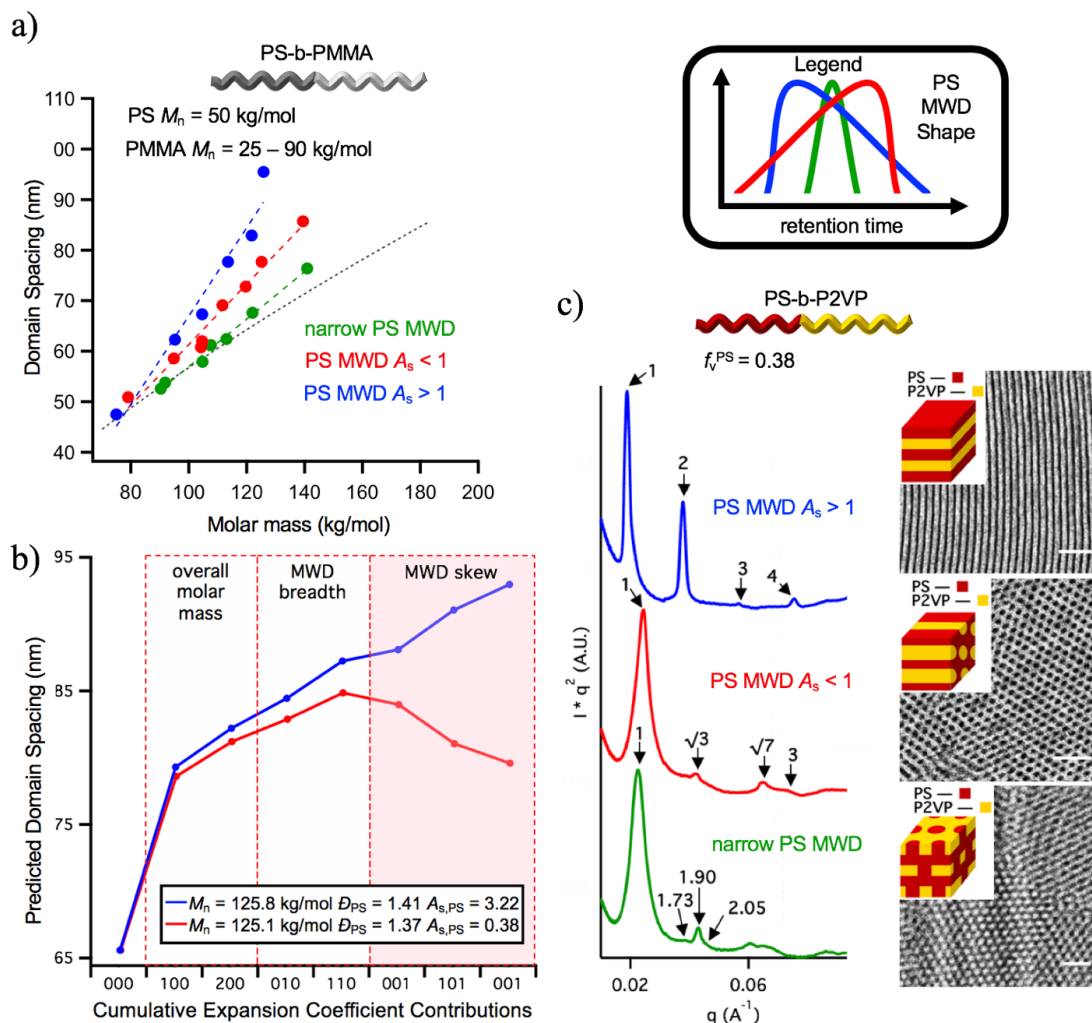 a)
PS-b-PMMA
PS Mn = 50 kg/mol
PMMA Mn = 25 – 90 kg/mol
110
00
90
80
70
60
50
40
Domain Spacing (nm)
narrow PS MWD
PS MWD As < 1
PS MWD As > 1
80
100
120
140
160
180
200
Molar mass (kg/mol)
Legend
PS
MWD
Shape
retention time
b)
95
85
75
65
Predicted Domain Spacing (nm)
overall
molar
mass
MWD
breadth
MWD skew
Mn = 125.8 kg/mol ĐPS = 1.41 As,PS = 3.22
Mn = 125.1 kg/mol ĐPS = 1.37 As,PS = 0.38
000
100
200
010
110
001
101
001
Cumulative Expansion Coefficient Contributions
c)
PS-b-P2VP
fvPS = 0.38
I * q² (A.U.)
1
2
PS MWD As > 1
3
4
1
PS MWD As < 1
√3
√7
3
1
narrow PS MWD
1.73
1.90
2.05
0.02
0.06
q (A⁻¹)
PS —
P2VP —
PS —
P2VP —
PS —
P2VP —